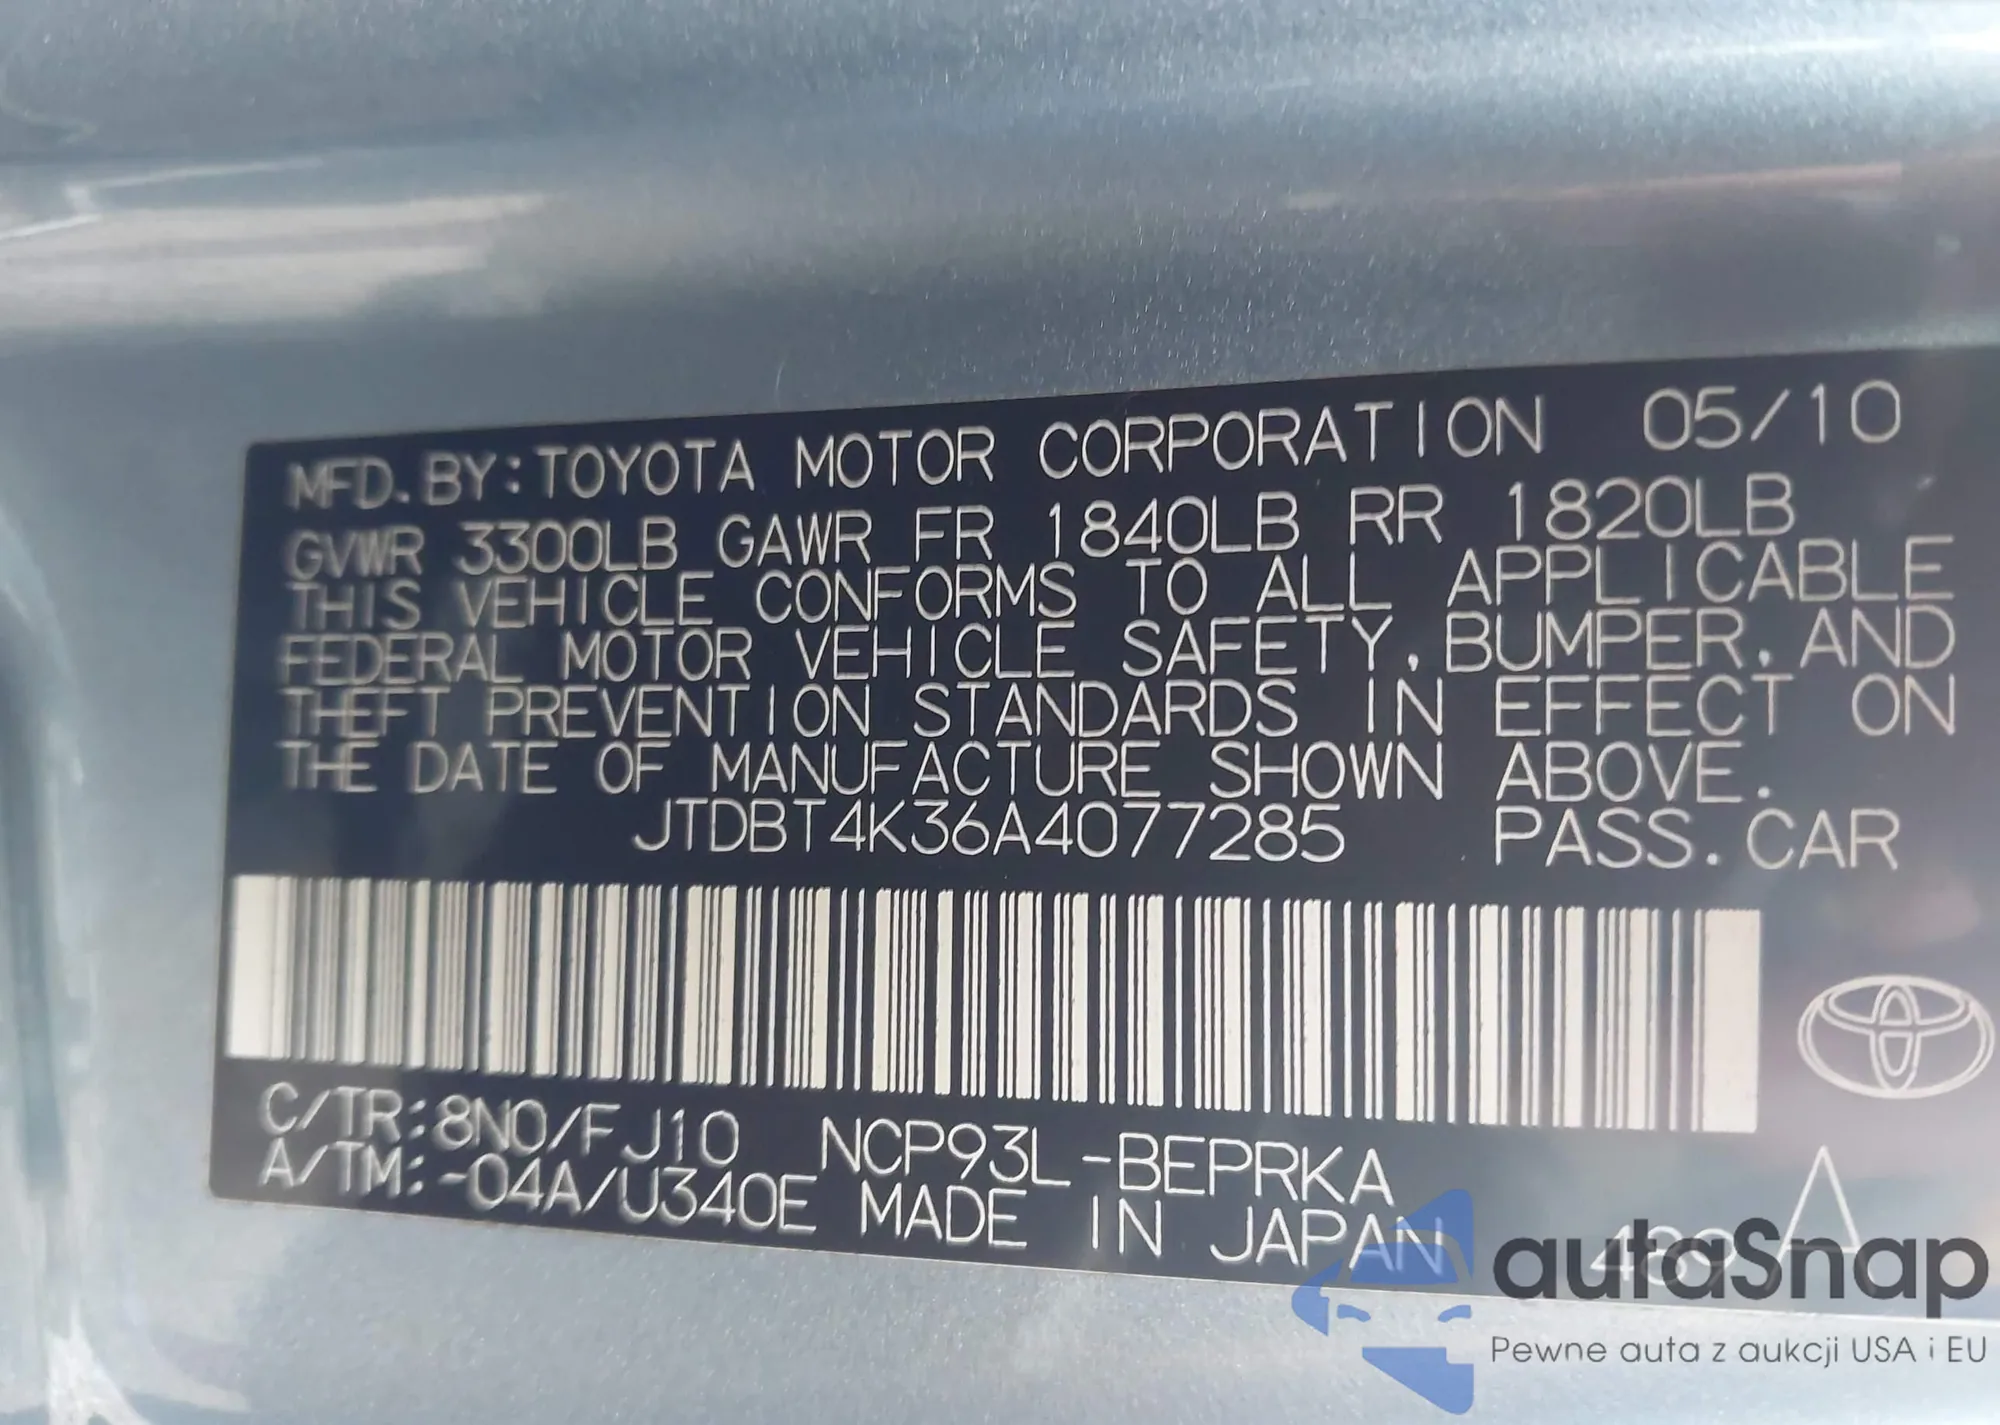 MFD. BY: TOYOTA MOTOR CORPORATION 05/10
GVWR 3300LB GAWR FR 1840LB RR 1820LB
THIS VEHICLE CONFORMS TO ALL APPLICABLE
FEDERAL MOTOR VEHICLE SAFETY, BUMPER, AND
THEFT PREVENTION STANDARDS IN EFFECT ON
THE DATE OF MANUFACTURE SHOWN ABOVE.
JTDBT4K36A4077285 PASS. CAR
C/TR:8N0/FJ10 NCP93L-BEPRKA
A/TM:-04A/U340E MADE IN JAPAN
autaSnap
Pewne auta z aukcji USA i EU